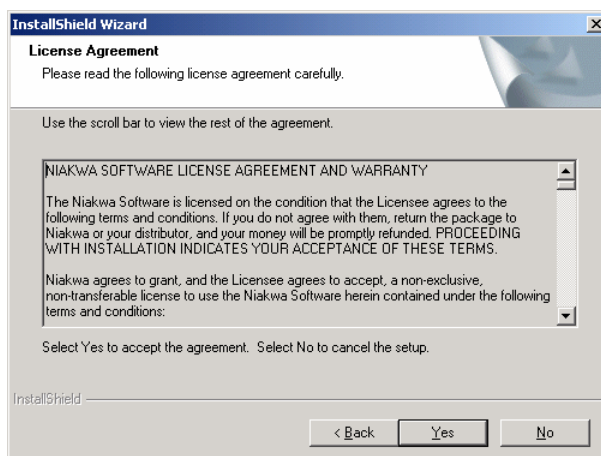 InstallShield Wizard
License Agreement
Please read the following license agreement carefully.
Use the scroll bar to view the rest of the agreement.
NIAKWA SOFTWARE LICENSE AGREEMENT AND WARRANTY
The Niakwa Software is licensed on the condition that the Licensee agrees to the
following terms and conditions. If you do not agree with them, return the package to
Niakwa or your distributor, and your money will be promptly refunded. PROCEEDING
WITH INSTALLATION INDICATES YOUR ACCEPTANCE OF THESE TERMS.
Niakwa agrees to grant, and the Licensee agrees to accept, a non-exclusive,
non-transferable license to use the Niakwa Software herein contained under the following
terms and conditions:
Select Yes to accept the agreement. Select No to cancel the setup.
InstallShield
< Back Yes No